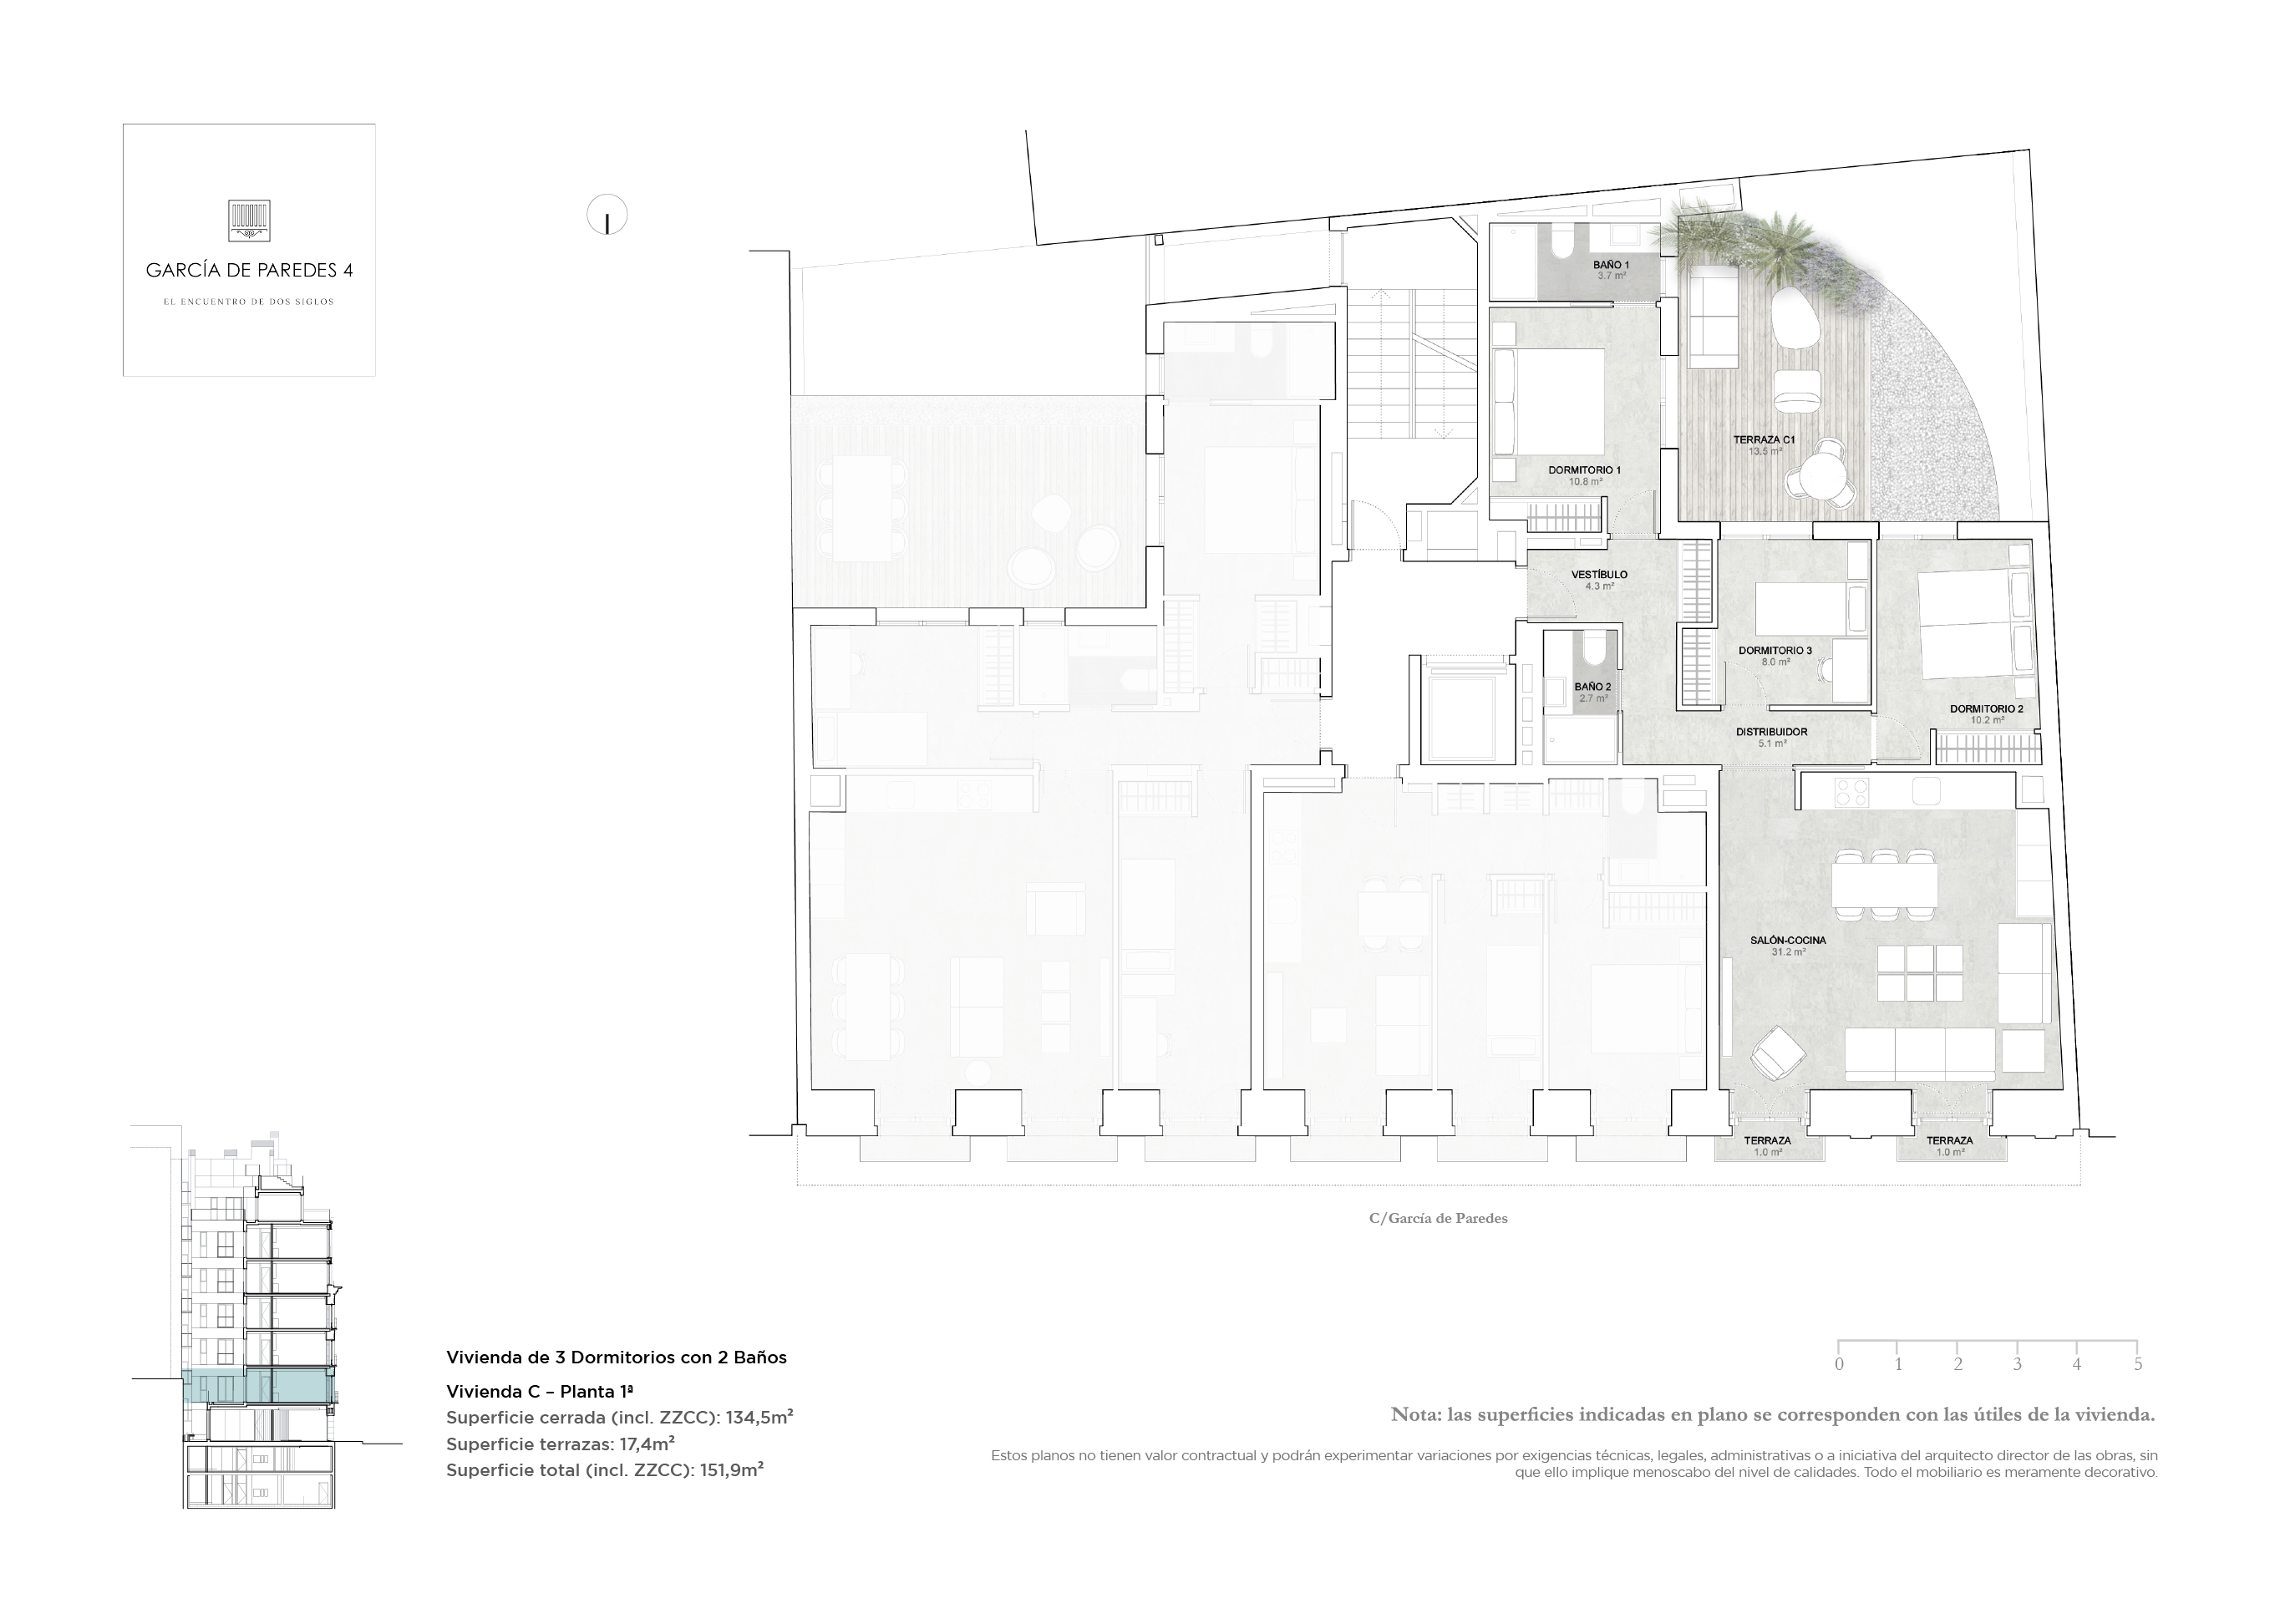 GARCÍA DE PAREDES 4
EL ENCUENTRO DE DOS SIGLOS
BAÑO 1
3.7 m²
TERRAZA C1
13.5 m²
DORMITORIO 1
10.8 m²
VESTÍBULO
4.3 m²
DORMITORIO 3
8.0 m²
BAÑO 2
2.7 m²
DORMITORIO 2
10.2 m²
DISTRIBUIDOR
5.1 m²
SALÓN-COCINA
31.2 m²
TERRAZA
1.0 m²
TERRAZA
1.0 m²
C/García de Paredes
Vivienda de 3 Dormitorios con 2 Baños
Vivienda C – Planta 1ª
Superficie cerrada (incl. ZZCC): 134,5m²
Superficie terrazas: 17,4m²
Superficie total (incl. ZZCC): 151,9m²
0 1 2 3 4 5
Nota: las superficies indicadas en plano se corresponden con las útiles de la vivienda.
Estos planos no tienen valor contractual y podrán experimentar variaciones por exigencias técnicas, legales, administrativas o a iniciativa del arquitecto director de las obras, sin
que ello implique menoscabo del nivel de calidades. Todo el mobiliario es meramente decorativo.